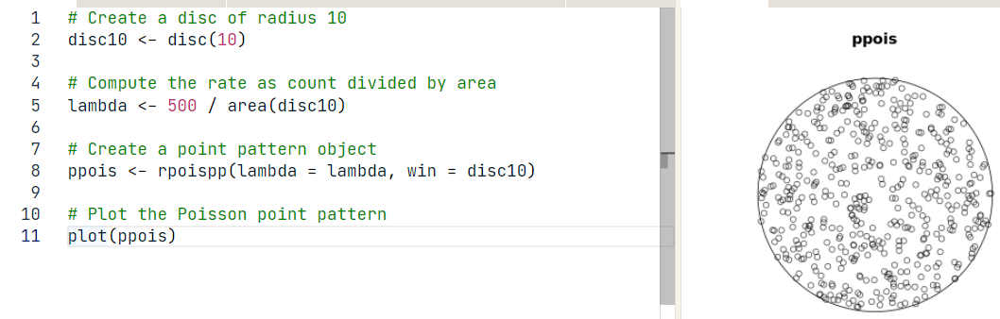 1 # Create a disc of radius 10
2 disc10 <- disc(10)
3
4 # Compute the rate as count divided by area
5 lambda <- 500 / area(disc10)
6
7 # Create a point pattern object
8 ppois <- rpoispp(lambda = lambda, win = disc10)
9
10 # Plot the Poisson point pattern
11 plot(ppois)
ppois